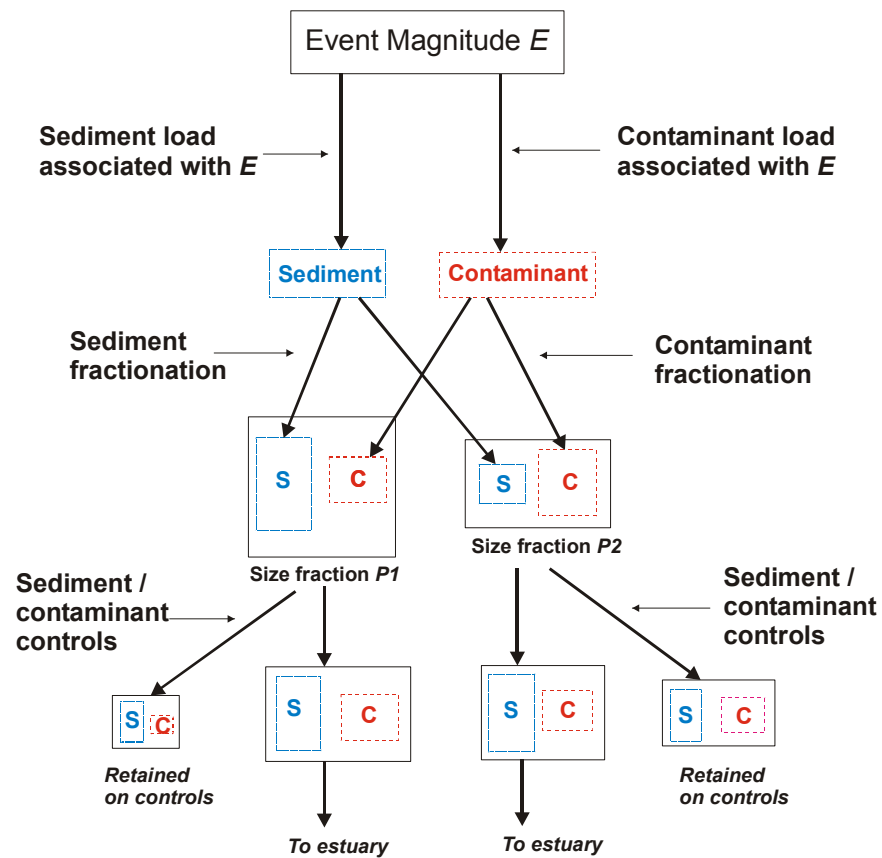 Event Magnitude E
Sediment load
associated with E
Contaminant load
associated with E
Sediment
Contaminant
Sediment
fractionation
Contaminant
fractionation
S
C
S
C
Size fraction P1
Size fraction P2
Sediment /
contaminant
controls
Sediment /
contaminant
controls
S
C
S
C
S
C
S
C
Retained
on controls
Retained
on controls
To estuary
To estuary